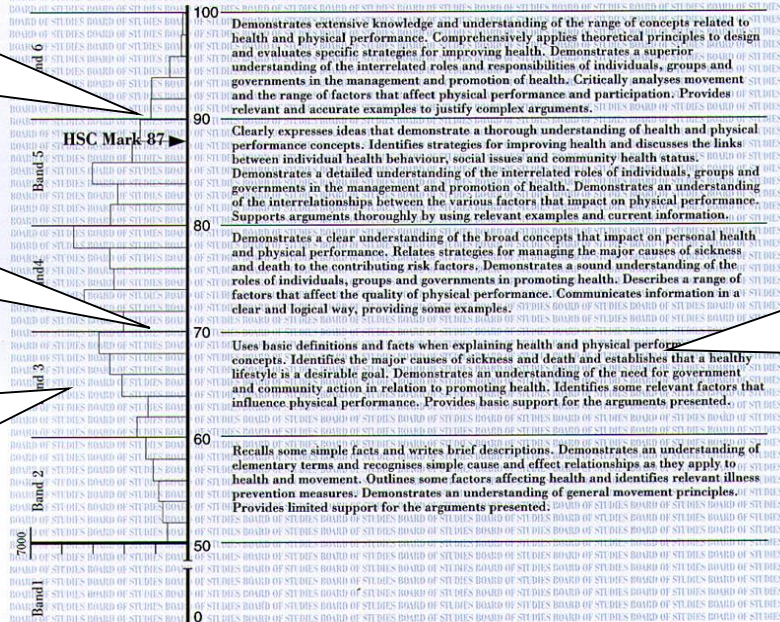 100
Demonstrates extensive knowledge and understanding of the range of concepts related to
health and physical performance. Comprehensively applies theoretical principles to design
and evaluates specific strategies for improving health. Demonstrates a superior
understanding of the interrelated roles and responsibilities of individuals, groups and
governments in the management and promotion of health. Critically analyses movement
and the range of factors that affect physical performance and participation. Provides
relevant and accurate examples to justify complex arguments.
nd 6
90
HSC Mark 87
Clearly expresses ideas that demonstrate a thorough understanding of health and physical
performance concepts. Identifies strategies for improving health and discusses the links
between individual health behaviour, social issues and community health status.
Demonstrates a detailed understanding of the interrelated roles of individuals, groups and
governments in the management and promotion of health. Demonstrates an understanding
of the interrelationships between the various factors that impact on physical performance.
Supports arguments thoroughly by using relevant examples and current information.
Band 5
80
Demonstrates a clear understanding of the broad concepts that impact on personal health
and physical performance. Relates strategies for managing the major causes of sickness
and death to the contributing risk factors. Demonstrates a sound understanding of the
roles of individuals, groups and governments in promoting health. Describes a range of
factors that affect the quality of physical performance. Communicates information in a
clear and logical way, providing some examples.
nd4
70
Uses basic definitions and facts when explaining health and physical perfor
concepts. Identifies the major causes of sickness and death and establishes that a healthy
lifestyle is a desirable goal. Demonstrates an understanding of the need for government
and community action in relation to promoting health. Identifies some relevant factors that
influence physical performance. Provides basic support for the arguments presented.
nd 3
60
Recalls some simple facts and writes brief descriptions. Demonstrates an understanding of
elementary terms and recognises simple cause and effect relationships as they apply to
health and movement. Outlines some factors affecting health and identifies relevant illness
prevention measures. Demonstrates an understanding of general movement principles.
Provides limited support for the arguments presented.
Band 2
7000
50
Band1
0